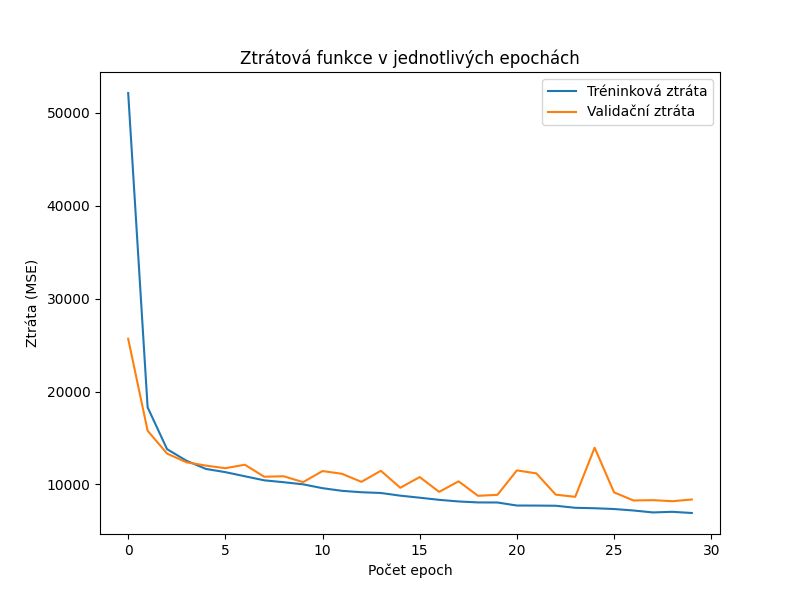 Ztrátová funkce v jednotlivých epochách
Tréninková ztráta
Validační ztráta
Ztráta (MSE)
50000
40000
30000
20000
10000
0 5 10 15 20 25 30
Počet epoch